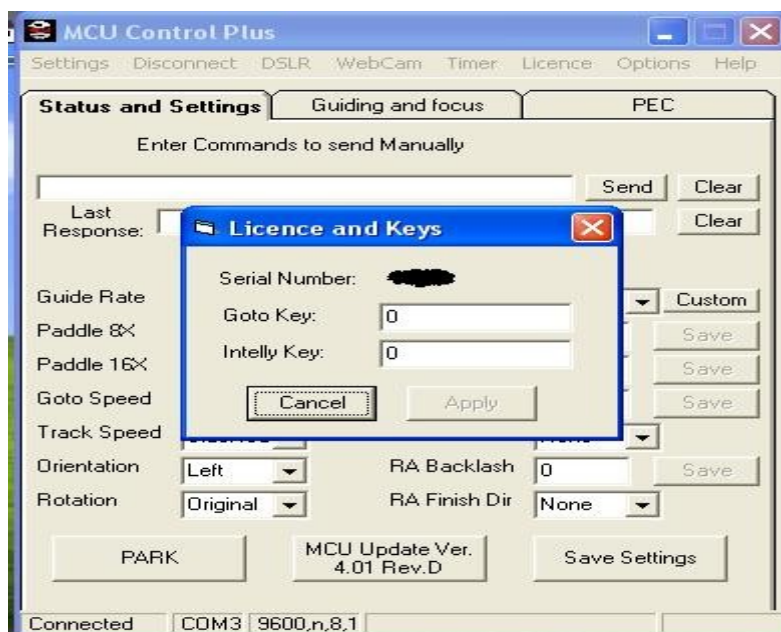 MCU Control Plus
Settings Disconnect DSLR WebCam Timer Licence Options Help
Status and Settings Guiding and focus PEC
Enter Commands to send Manually
Send Clear
Last Response: Clear
Licence and Keys
Serial Number:
Goto Key: 0
Intelly Key: 0
Cancel Apply
Guide Rate Custom
Paddle 8X Save
Paddle 16X Save
Goto Speed Save
Track Speed
Orientation Left RA Backlash 0 Save
Rotation Original RA Finish Dir None
PARK
MCU Update Ver.
4.01 Rev.D
Save Settings
Connected COM3 9600,n,8,1